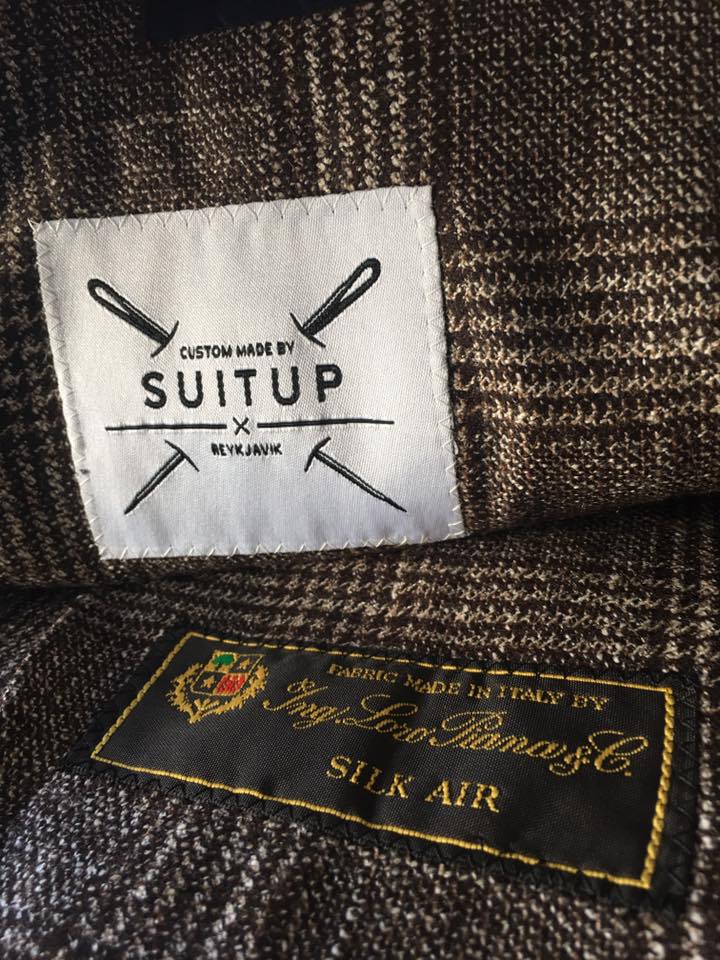 CUSTOM MADE BY
SUITUP
X
REYKJAVIK
FABRIC MADE IN ITALY BY
Ing. Loro Piana & C.
SILK AIR